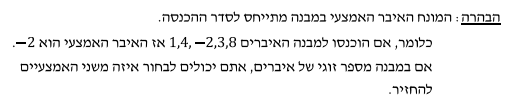 הבהרה: המונח האיבר האמצעי במבנה מתייחס לסדר ההכנסה.
כלומר, אם הוכנסו למבנה האיברים 1,4, −2,3,8 אז האיבר האמצעי הוא −2.
אם במבנה מספר זוגי של איברים, אתם יכולים לבחור איזה משני האמצעיים
להחזיר.